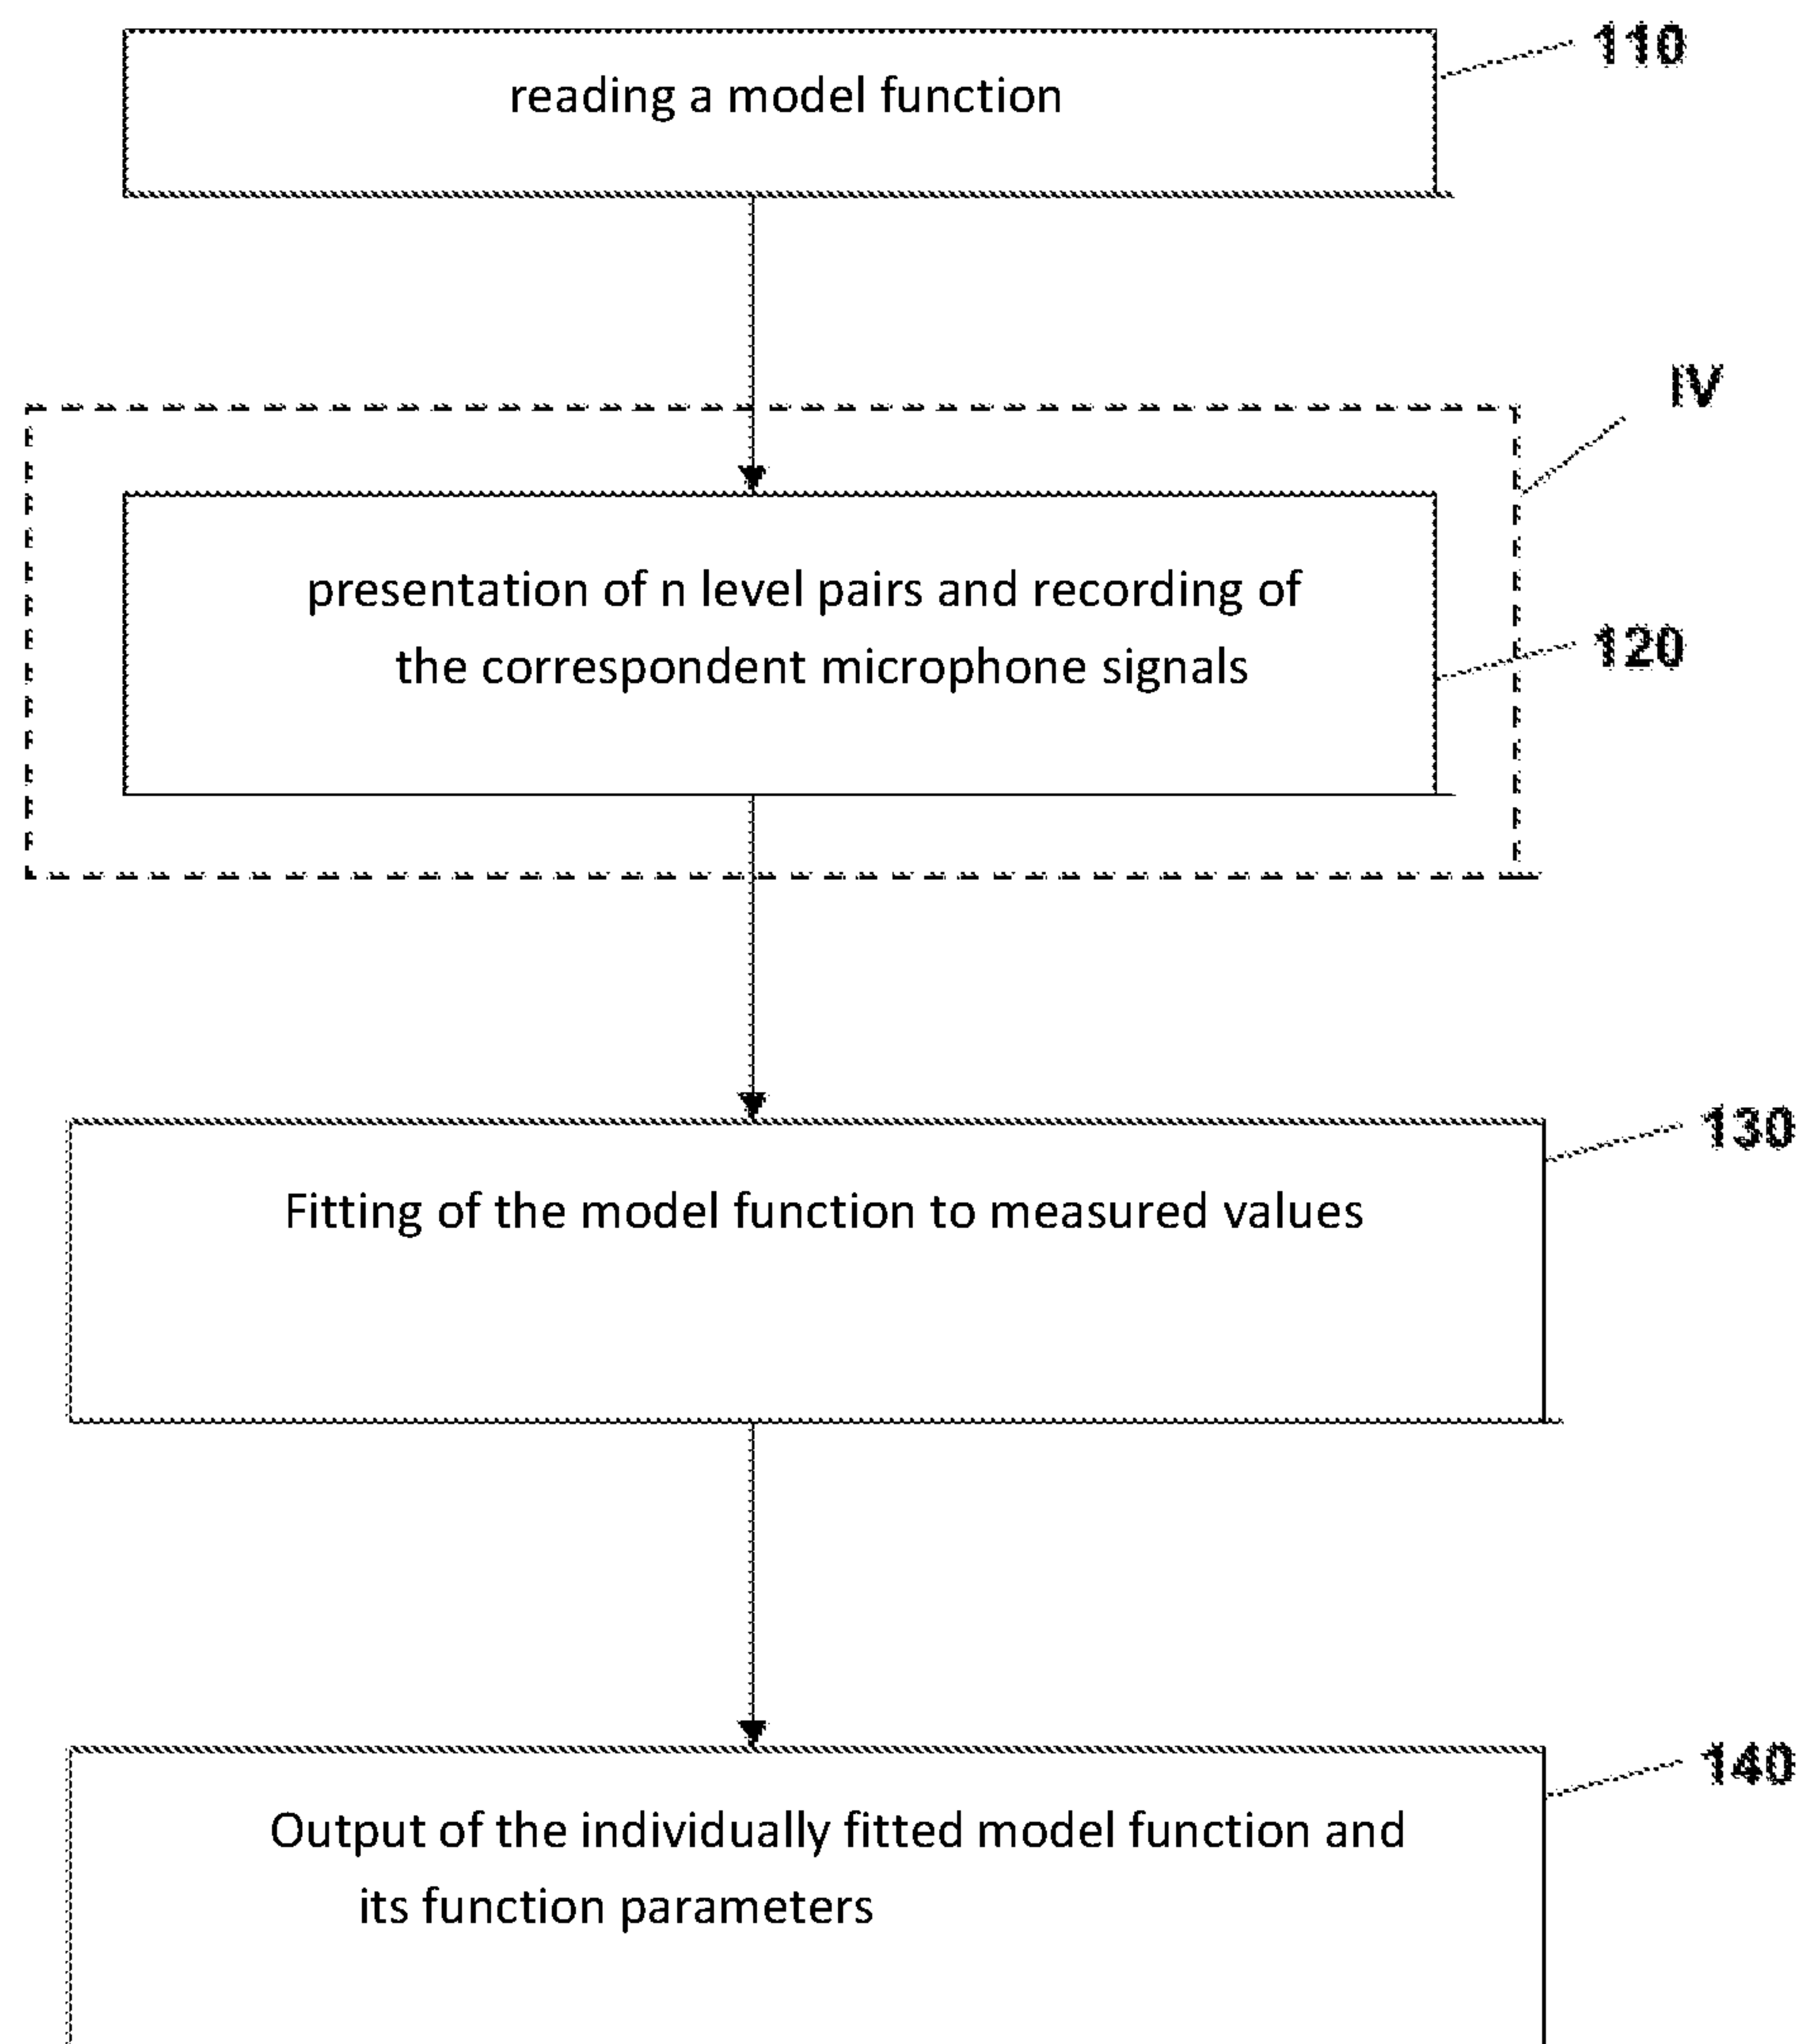 110
reading a model function
IV
presentation of n level pairs and recording of
the correspondent microphone signals
120
130
Fitting of the model function to measured values
140
Output of the individually fitted model function and
its function parameters